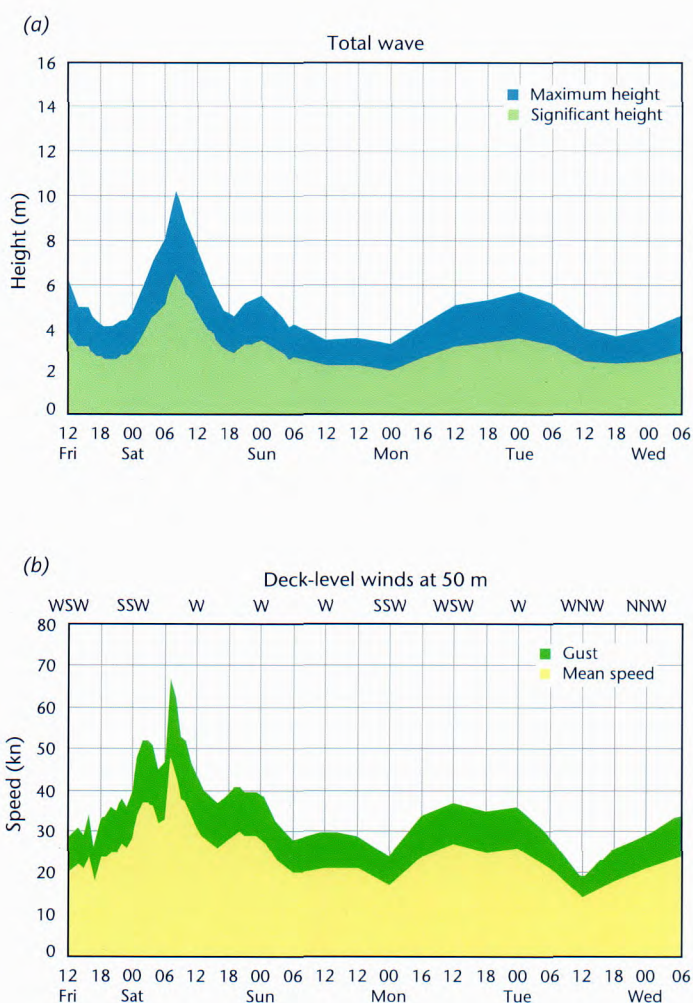 (a)
Total wave
16
14
12
10
8
6
4
2
0
Height (m)
Maximum height
Significant height
12 18 00 06 12 18 00 06 12 12 00 16 12 18 00 06 12 18 00 06
Fri Sat Sun Mon Tue Wed
(b)
Deck-level winds at 50 m
WSW SSW W W W SSW WSW W WNW NNW
80
70
60
50
40
30
20
10
0
Speed (kn)
Gust
Mean speed
12 18 00 06 12 18 00 06 12 12 00 16 12 18 00 06 12 18 00 06
Fri Sat Sun Mon Tue Wed